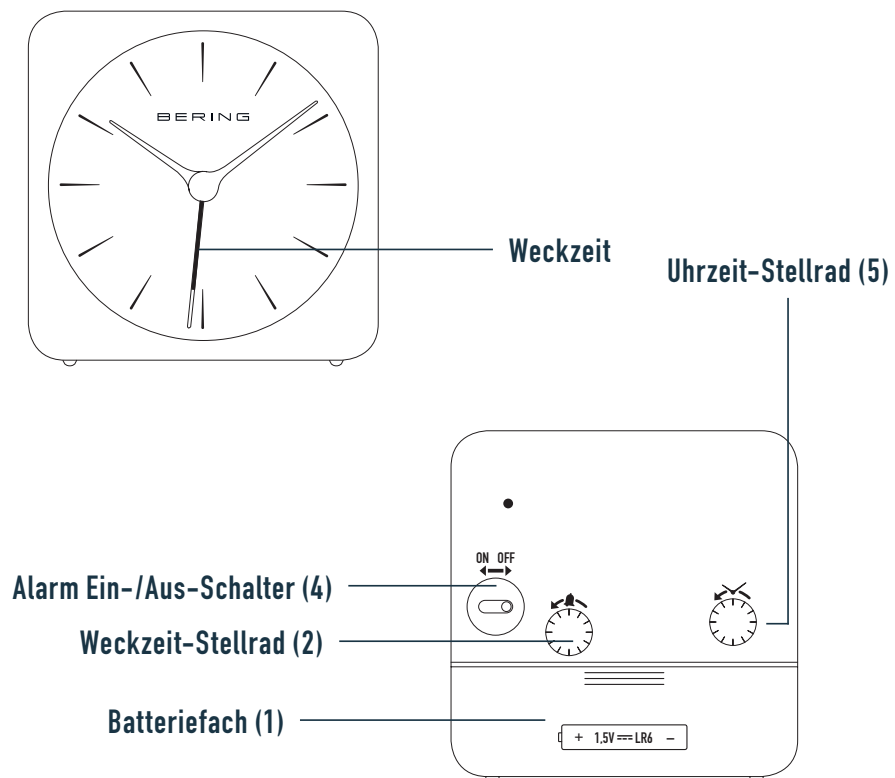 BERING
Weckzeit
Uhrzeit-Stellrad (5)
ON OFF
Alarm Ein-/Aus-Schalter (4)
Weckzeit-Stellrad (2)
Batteriefach (1)
+ 1,5V LR6 –